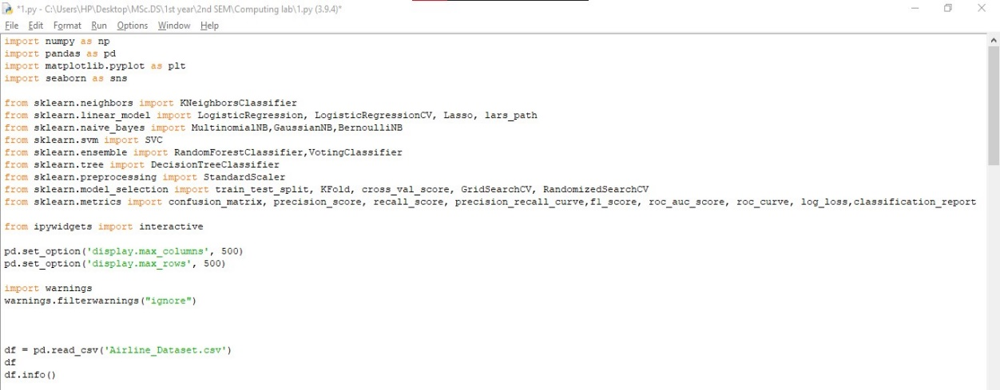 *1.py - C:\Users\HP\Desktop\MSc.DS\1st year\2nd SEM\Computing lab\1.py (3.9.4)*
File Edit Format Run Options Window Help
import numpy as np
import pandas as pd
import matplotlib.pyplot as plt
import seaborn as sns
from sklearn.neighbors import KNeighborsClassifier
from sklearn.linear_model import LogisticRegression, LogisticRegressionCV, Lasso, lars_path
from sklearn.naive_bayes import MultinomialNB,GaussianNB,BernoulliNB
from sklearn.svm import SVC
from sklearn.ensemble import RandomForestClassifier,VotingClassifier
from sklearn.tree import DecisionTreeClassifier
from sklearn.preprocessing import StandardScaler
from sklearn.model_selection import train_test_split, KFold, cross_val_score, GridSearchCV, RandomizedSearchCV
from sklearn.metrics import confusion_matrix, precision_score, recall_score, precision_recall_curve,f1_score, roc_auc_score, roc_curve, log_loss,classification_report
from ipywidgets import interactive
pd.set_option('display.max_columns', 500)
pd.set_option('display.max_rows', 500)
import warnings
warnings.filterwarnings("ignore")
df = pd.read_csv('Airline_Dataset.csv')
df
df.info()